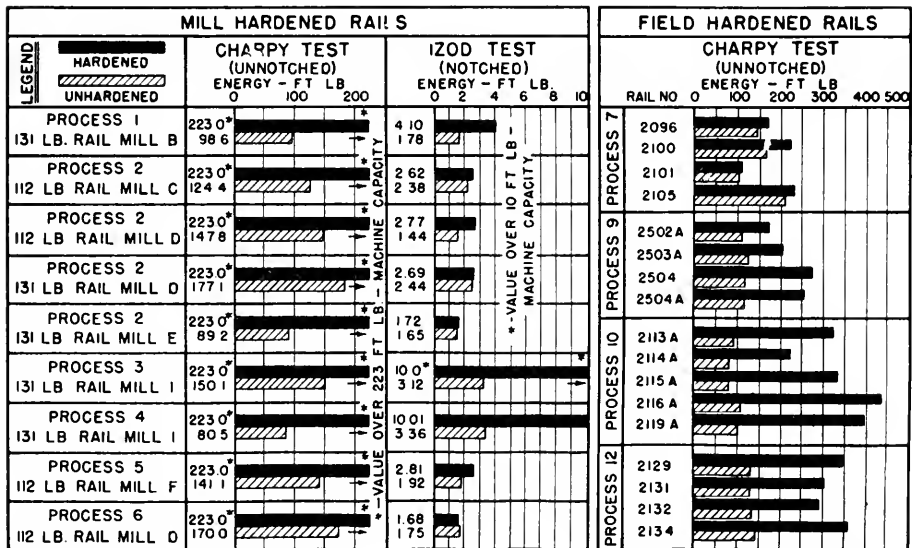 MILL HARDENED RAILS
LEGEND
HARDENED
UNHARDENED
CHARPY TEST
(UNNOTCHED)
ENERGY - FT LB
0 100 200
IZOD TEST
(NOTCHED)
ENERGY - FT LB.
0 2 4 6 8 10
PROCESS 1
131 LB. RAIL MILL B
223.0*
98.6
4.10
1.78
PROCESS 2
112 LB RAIL MILL C
223.0*
124.4
2.62
2.38
PROCESS 2
112 LB RAIL MILL D
223.0*
147.8
2.77
1.44
PROCESS 2
131 LB RAIL MILL D
223.0*
177.1
2.69
2.44
PROCESS 2
131 LB RAIL MILL E
223.0*
89.2
1.72
1.65
PROCESS 3
131 LB. RAIL MILL I
223.0*
150.1
10.0*
3.12
PROCESS 4
131 LB RAIL MILL I
223.0*
80.5
10.01
3.36
PROCESS 5
112 LB RAIL MILL F
223.0*
141.1
2.81
1.92
PROCESS 6
112 LB. RAIL MILL D
223.0*
170.0
1.68
1.75
* - VALUE OVER 223 FT LB. - MACHINE CAPACITY
* - VALUE OVER 10 FT LB - MACHINE CAPACITY
FIELD HARDENED RAILS
CHARPY TEST
(UNNOTCHED)
ENERGY - FT LB
RAIL NO
0 100 200 300 400 500
PROCESS 7
2096
2100
2101
2105
PROCESS 9
2502A
2503A
2504
2504A
PROCESS 10
2113A
2114A
2115A
2116A
2119A
PROCESS 12
2129
2131
2132
2134